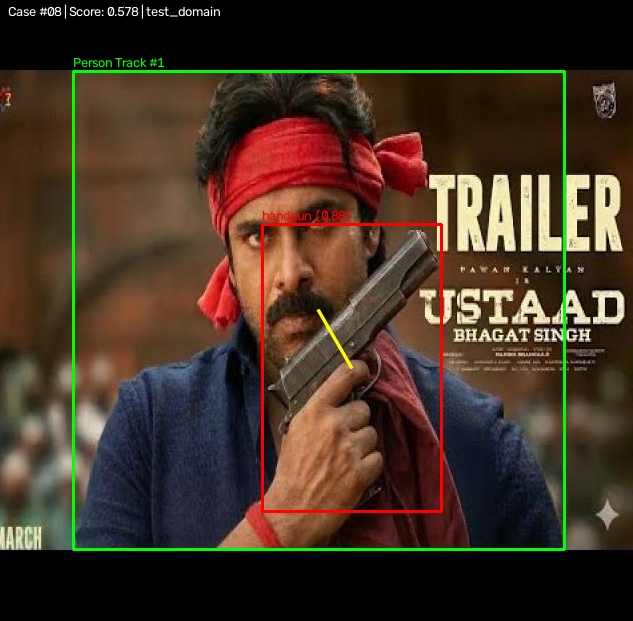 Case #08 | Score: 0.578 | test_domain
Person Track #1
handgun (0.88)
TRAILER
PAWAN KALYAN
IS
USTAAD
BHAGAT SINGH
MARCH